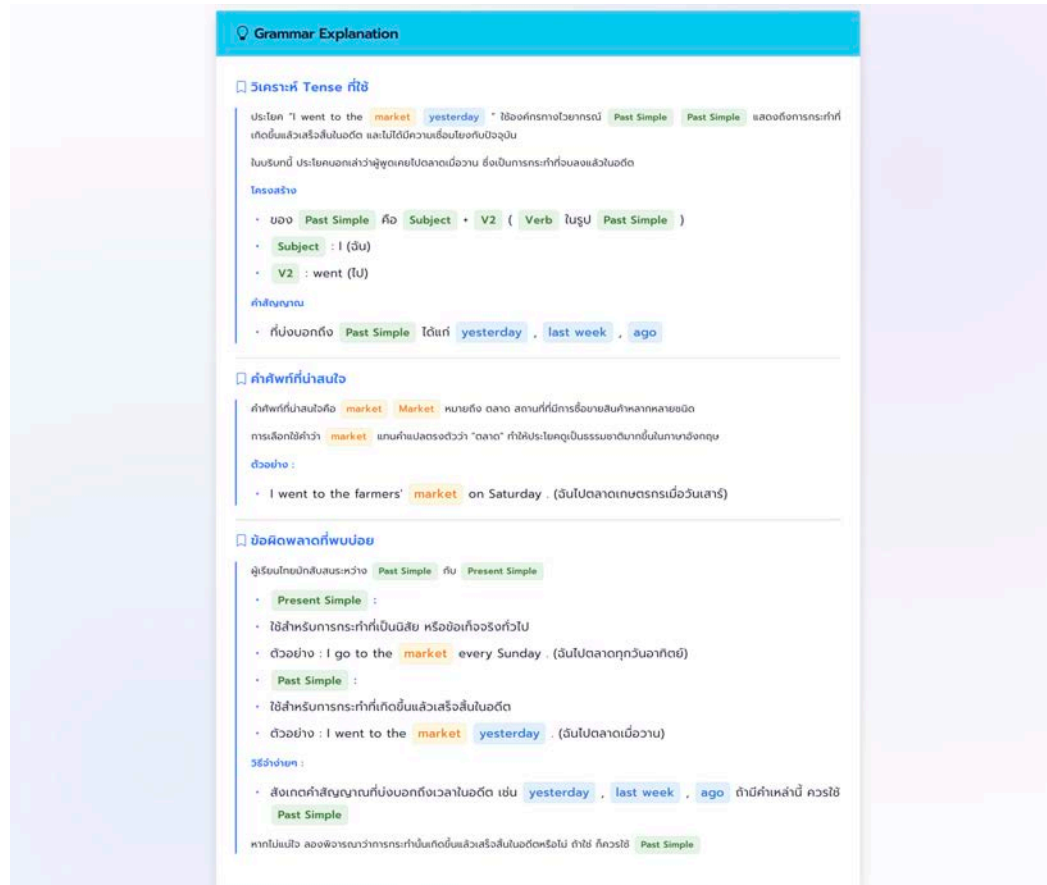 Grammar Explanation
วิเคราะห์ Tense ที่ใช้
ประโยค "I went to the market yesterday " ใช้องค์กรทางไวยากรณ์ Past Simple Past Simple แสดงถึงการกระทำที่
เกิดขึ้นแล้วเสร็จสิ้นในอดีต และไม่ได้มีความเชื่อมโยงกับปัจจุบัน
ในบริบทนี้ ประโยคบอกเล่าว่าผู้พูดเคยไปตลาดเมื่อวาน ซึ่งเป็นการกระทำที่จบลงแล้วในอดีต
โครงสร้าง
• ของ Past Simple คือ Subject + V2 ( Verb ในรูป Past Simple )
• Subject : I (ฉัน)
• V2 : went (ไป)
คำสัญญาณ
• ที่บ่งบอกถึง Past Simple ได้แก่ yesterday , last week , ago
คำศัพท์ที่น่าสนใจ
คำศัพท์ที่น่าสนใจคือ market Market หมายถึง ตลาด สถานที่ที่มีการซื้อขายสินค้าหลากหลายชนิด
การเลือกใช้คำว่า market แทนคำแปลตรงตัวว่า "ตลาด" ทำให้ประโยคดูเป็นธรรมชาติมากขึ้นในภาษาอังกฤษ
ตัวอย่าง :
• I went to the farmers' market on Saturday . (ฉันไปตลาดเกษตรกรเมื่อวันเสาร์)
ข้อผิดพลาดที่พบบ่อย
ผู้เรียนไทยมักสับสนระหว่าง Past Simple กับ Present Simple
• Present Simple :
• ใช้สำหรับการกระทำที่เป็นนิสัย หรือข้อเท็จจริงทั่วไป
• ตัวอย่าง : I go to the market every Sunday . (ฉันไปตลาดทุกวันอาทิตย์)
• Past Simple :
• ใช้สำหรับการกระทำที่เกิดขึ้นแล้วเสร็จสิ้นในอดีต
• ตัวอย่าง : I went to the market yesterday . (ฉันไปตลาดเมื่อวาน)
วิธีจำง่ายๆ :
• สังเกตคำสัญญาณที่บ่งบอกถึงเวลาในอดีต เช่น yesterday , last week , ago ถ้ามีคำเหล่านี้ ควรใช้
Past Simple
หากไม่แน่ใจ ลองพิจารณาว่าการกระทำนั้นเกิดขึ้นแล้วเสร็จสิ้นในอดีตหรือไม่ ถ้าใช่ ก็ควรใช้ Past Simple